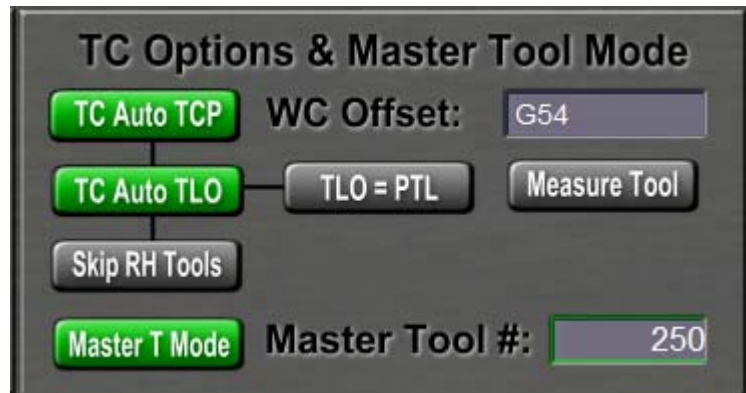 TC Options & Master Tool Mode
TC Auto TCP WC Offset: G54
TC Auto TLO TLO = PTL Measure Tool
Skip RH Tools
Master T Mode Master Tool #: 250